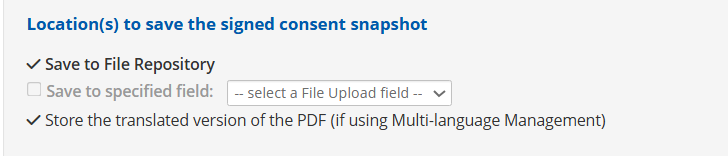 Location(s) to save the signed consent snapshot
Save to File Repository
Save to specified field: -- select a File Upload field --
Store the translated version of the PDF (if using Multi-language Management)